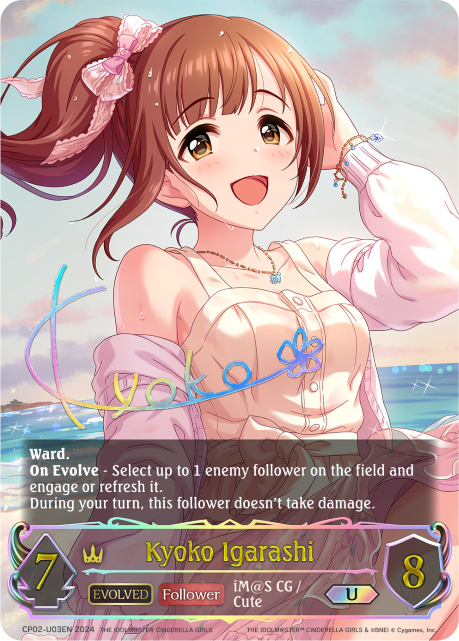 Kyoko
Ward.
On Evolve - Select up to 1 enemy follower on the field and
engage or refresh it.
During your turn, this follower doesn't take damage.
7
Kyoko Igarashi
8
EVOLVED
Follower
iM@S CG /
Cute
U
CP02-U03EN 2024 THE IDOLM@STER™ CINDERELLA GIRLS THE IDOLM@STER™ CINDERELLA GIRLS & ©BNEI © Cygames, Inc.